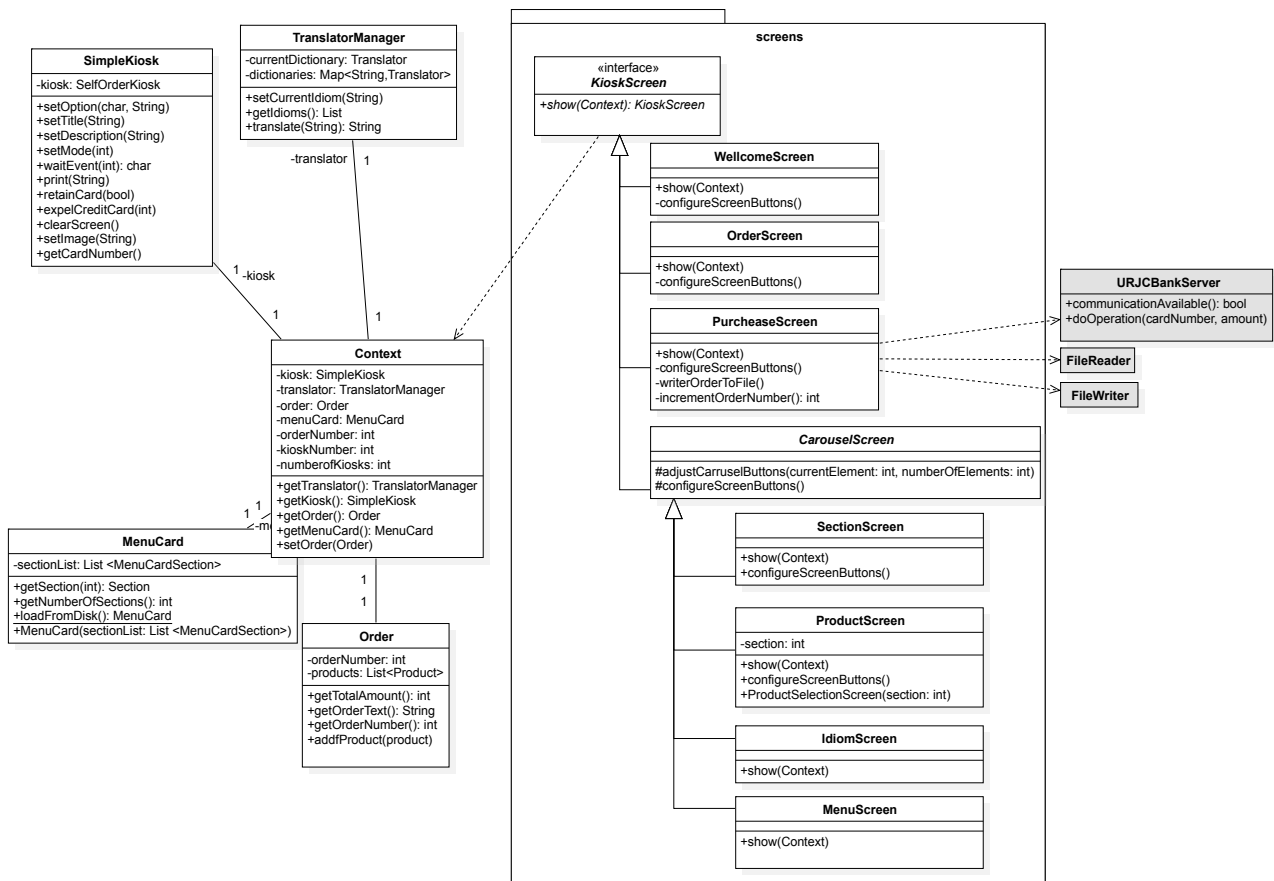 TranslatorManager
-currentDictionary: Translator
-dictionaries: Map<String,Translator>
+setCurrentIdiom(String)
+getIdioms(): List
+translate(String): String
SimpleKiosk
-kiosk: SelfOrderKiosk
+setOption(char, String)
+setTitle(String)
+setDescription(String)
+setMode(int)
+waitEvent(int): char
+print(String)
+retainCard(bool)
+expelCreditCard(int)
+clearScreen()
+setImage(String)
+getCardNumber()
-translator
1
1
-kiosk
1
1
Context
-kiosk: SimpleKiosk
-translator: TranslatorManager
-order: Order
-menuCard: MenuCard
-orderNumber: int
-kioskNumber: int
-numberofKiosks: int
+getTranslator(): TranslatorManager
+getKiosk(): SimpleKiosk
+getOrder(): Order
+getMenuCard(): MenuCard
+setOrder(Order)
1
1
MenuCard
-sectionList: List <MenuCardSection>
+getSection(int): Section
+getNumberOfSections(): int
+loadFromDisk(): MenuCard
+MenuCard(sectionList: List <MenuCardSection>)
1
1
Order
-orderNumber: int
-products: List<Product>
+getTotalAmount(): int
+getOrderText(): String
+getOrderNumber(): int
+addfProduct(product)
screens
«interface»
KioskScreen
+show(Context): KioskScreen
WellcomeScreen
+show(Context)
-configureScreenButtons()
OrderScreen
+show(Context)
-configureScreenButtons()
PurcheaseScreen
+show(Context)
-configureScreenButtons()
-writerOrderToFile()
-incrementOrderNumber(): int
CarouselScreen
#adjustCarruselButtons(currentElement: int, numberOfElements: int)
#configureScreenButtons()
SectionScreen
+show(Context)
+configureScreenButtons()
ProductScreen
-section: int
+show(Context)
+configureScreenButtons()
+ProductSelectionScreen(section: int)
IdiomScreen
+show(Context)
MenuScreen
+show(Context)
URJCBankServer
+communicationAvailable(): bool
+doOperation(cardNumber, amount)
FileReader
FileWriter